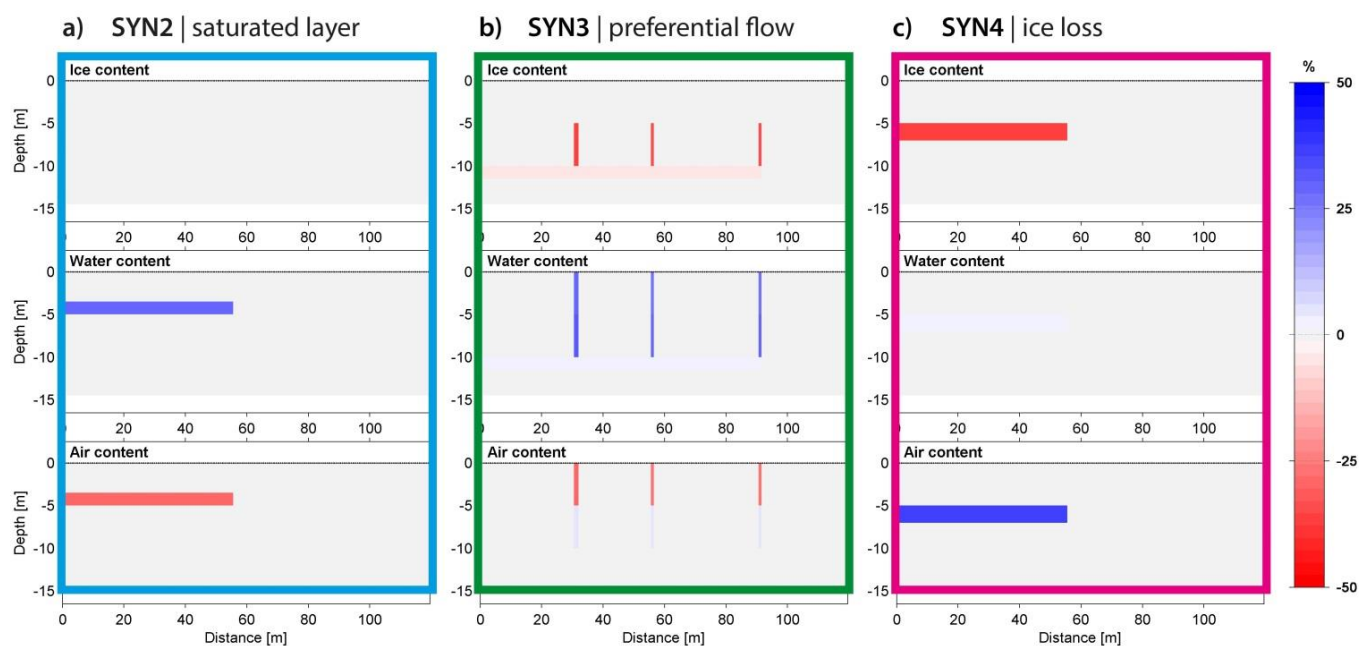 a) SYN2 | saturated layer
b) SYN3 | preferential flow
c) SYN4 | ice loss
Ice content
0
-5
-10
-15
Depth [m]
20 40 60 80 100
Water content
0
-5
-10
-15
Depth [m]
0 20 40 60 80 100
Air content
0
-5
-10
-15
Depth [m]
0 20 40 60 80 100
Distance [m]
Ice content
0
-5
-10
-15
Depth [m]
0 20 40 60 80 100
Water content
0
-5
-10
-15
Depth [m]
0 20 40 60 80 100
Air content
0
-5
-10
-15
Depth [m]
0 20 40 60 80 100
Distance [m]
Ice content
0
-5
-10
-15
0 20 40 60 80 100
Water content
0
-5
-10
-15
0 20 40 60 80 100
Air content
0
-5
-10
-15
0 20 40 60 80 100
Distance [m]
%
50
25
0
-25
-50